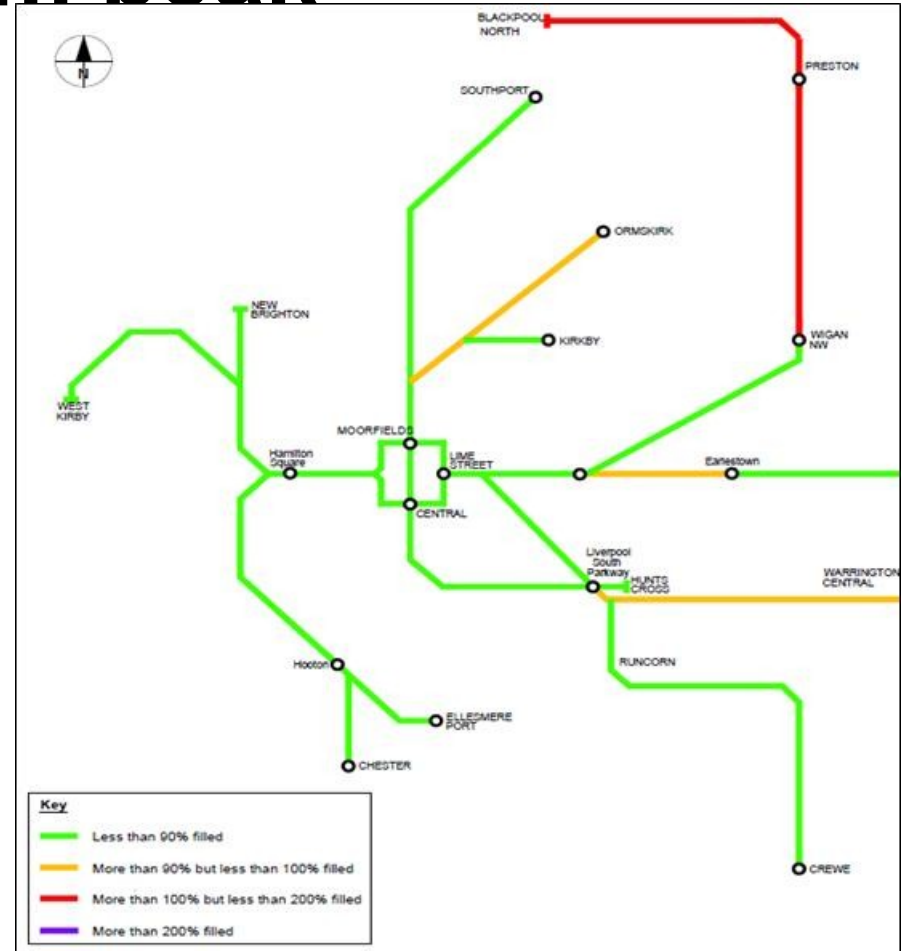 N
BLACKPOOL
NORTH
PRESTON
SOUTHPORT
ORMSKIRK
NEW
BRIGHTON
KIRKBY
WIGAN
NW
WEST
KIRBY
MOORFIELDS
Hamilton
Square
LIME
STREET
Earlestown
CENTRAL
Liverpool
South
Parkway
HUNTS
CROSS
WARRINGTON
CENTRAL
RUNCORN
Hooton
ELLESMERE
PORT
CHESTER
CREWE
Key
Less than 90% filled
More than 90% but less than 100% filled
More than 100% but less than 200% filled
More than 200% filled